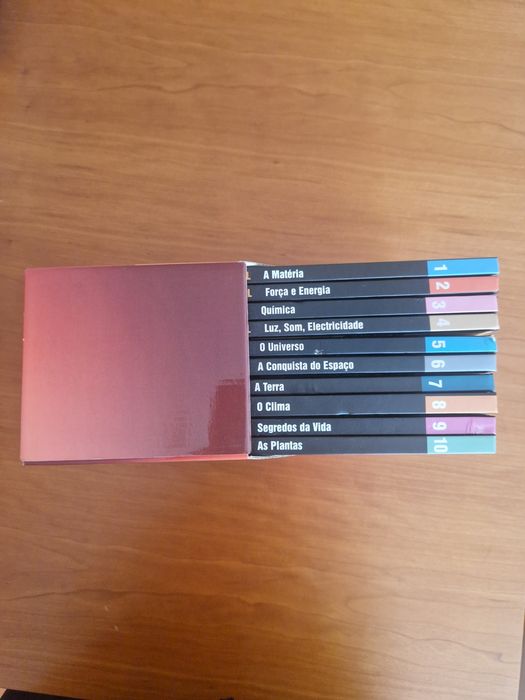 A Matéria 1
Força e Energia 2
Química 3
Luz, Som, Electricidade 4
O Universo 5
A Conquista do Espaço 6
A Terra 7
O Clima 8
Segredos da Vida 9
As Plantas 10